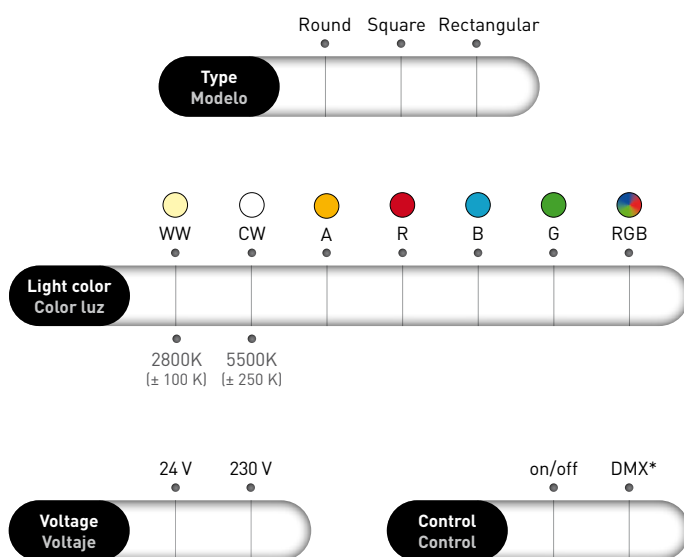 Round Square Rectangular
Type
Modelo
WW CW A R B G RGB
Light color
Color luz
2800K 5500K
(± 100 K) (± 250 K)
24 V 230 V on/off DMX*
Voltage Control
Voltaje Control